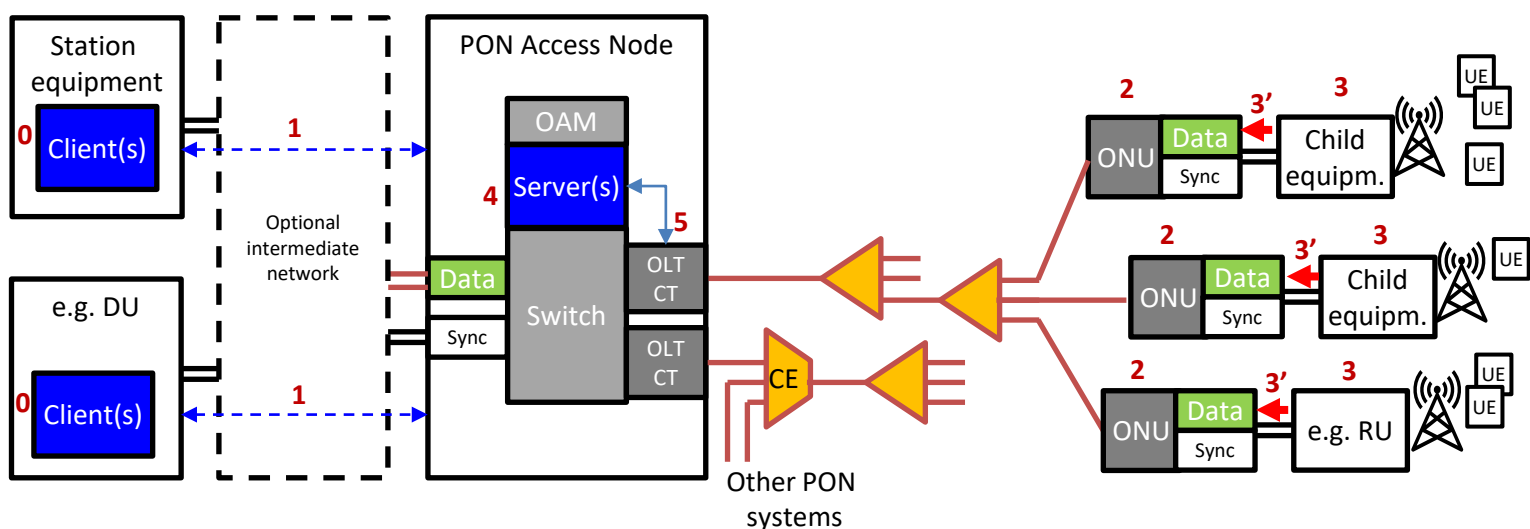 Station
equipment
0
Client(s)
1
e.g. DU
0
Client(s)
1
Optional
intermediate
network
PON Access Node
OAM
Server(s)
4
5
Data
Sync
Switch
OLT
CT
OLT
CT
CE
Other PON
systems
2
3'
3
ONU
Data
Sync
Child
equipm.
UE
UE
UE
2
3'
3
ONU
Data
Sync
Child
equipm.
UE
2
3'
3
ONU
Data
Sync
e.g. RU
UE
UE